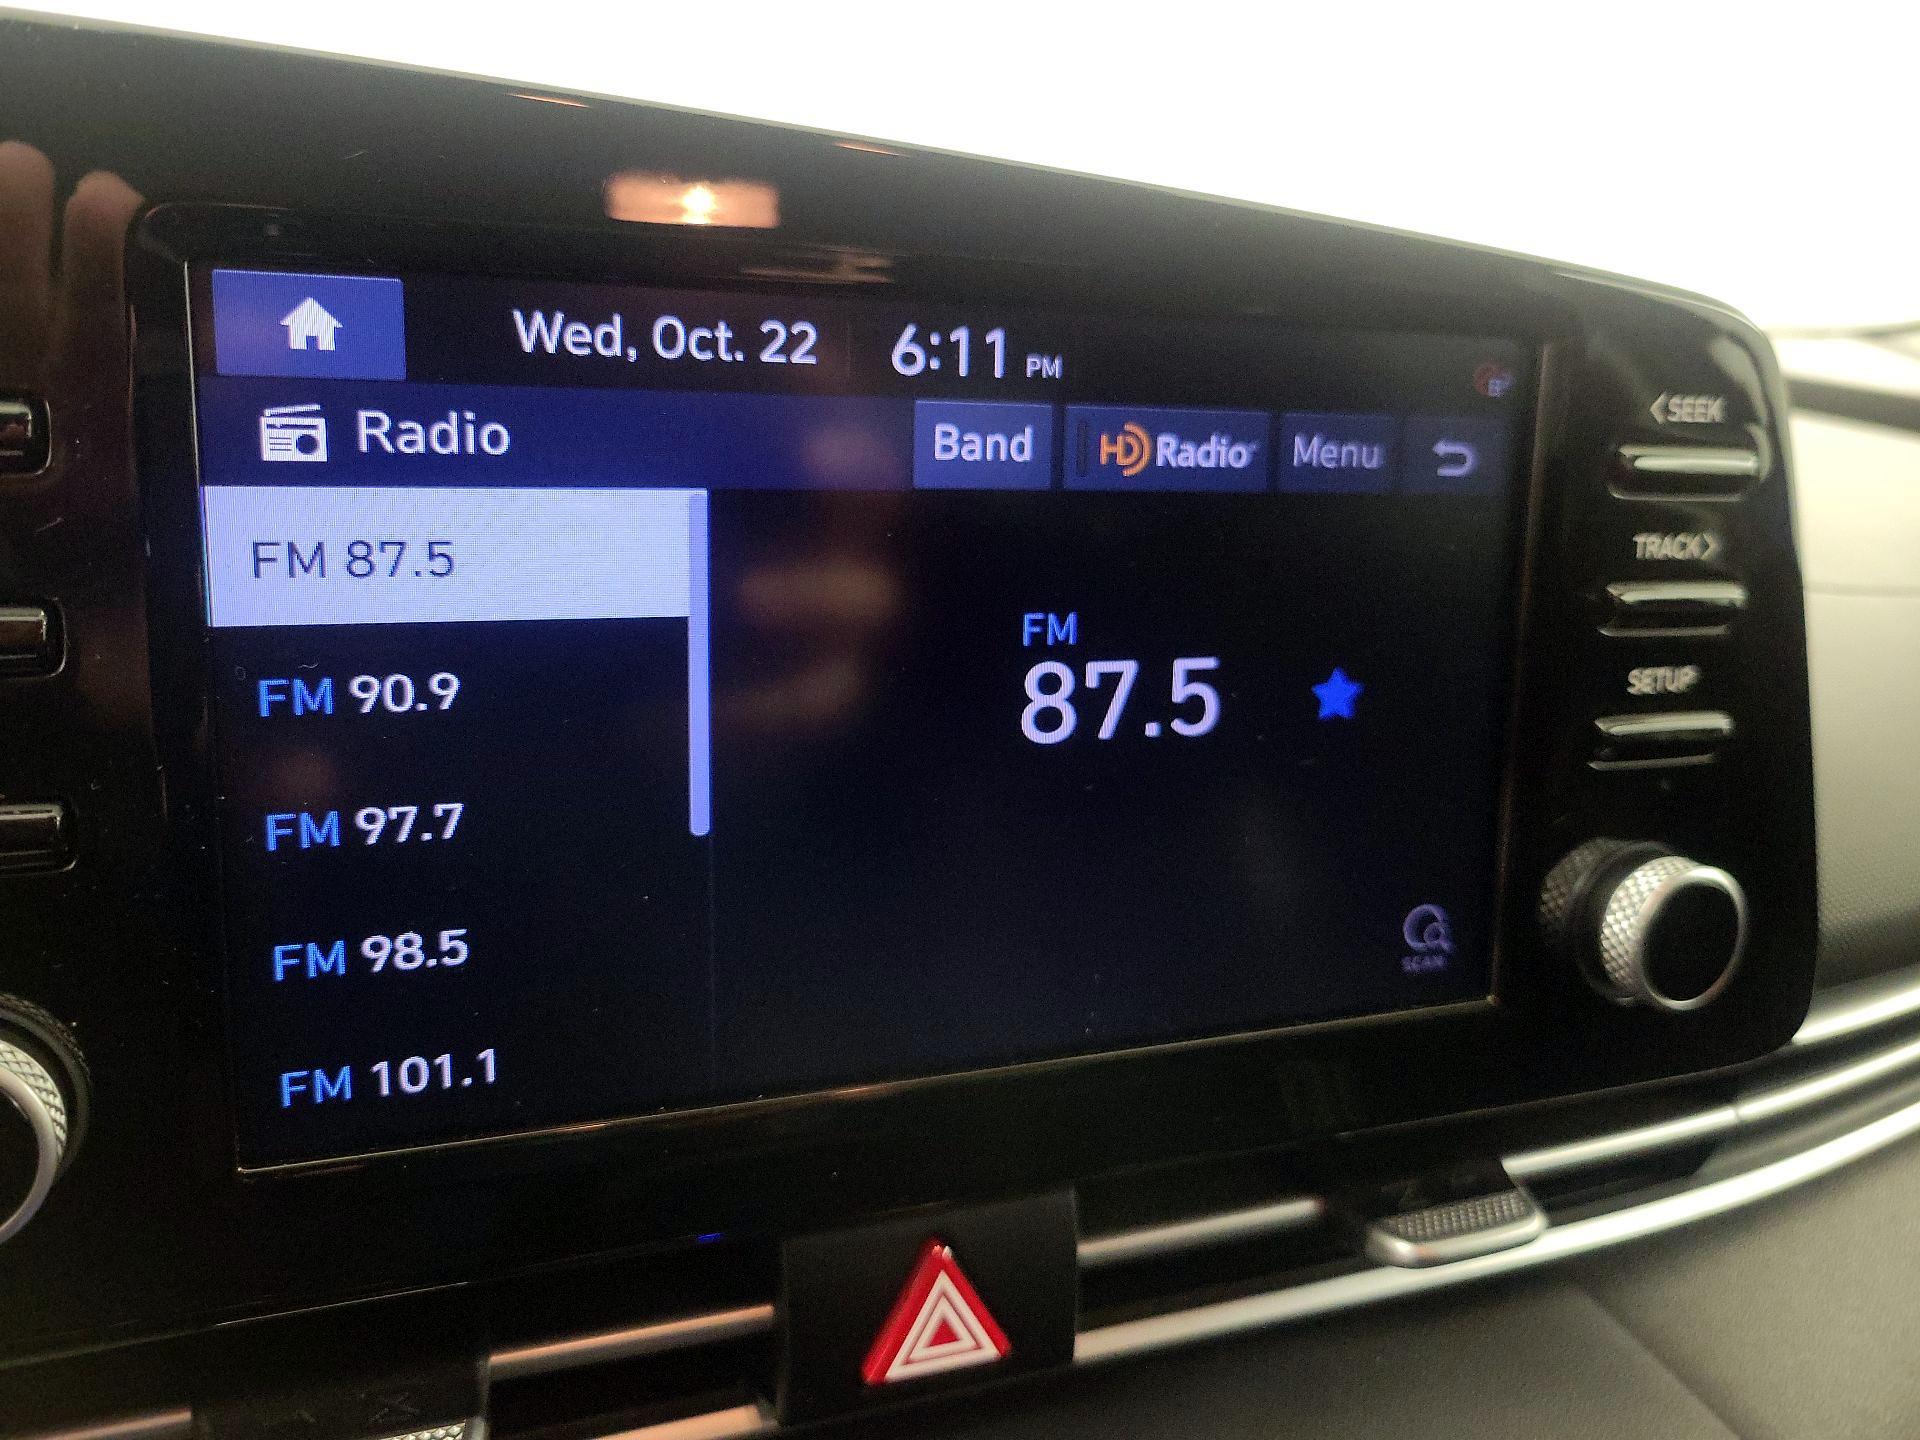 Wed, Oct. 22 6:11 PM
Radio Band HD Radio Menu
FM 87.5
FM 90.9
FM 97.7
FM 98.5
FM 101.1
FM
87.5
SCAN
<SEEK
TRACK>
SETUP